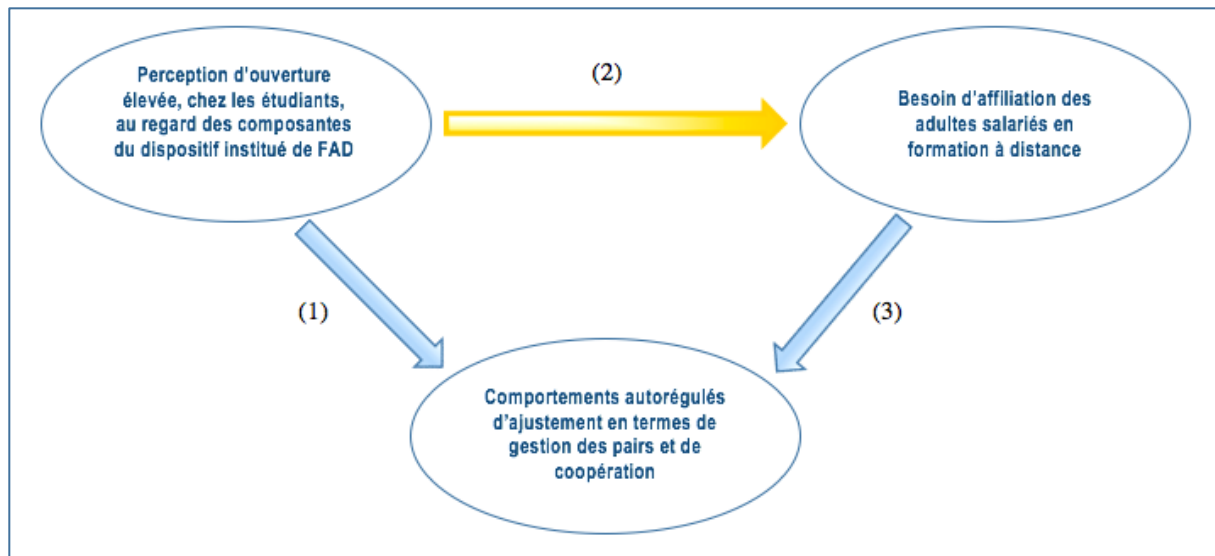 Perception d'ouverture
élevée, chez les étudiants,
au regard des composantes
du dispositif institué de FAD
(2)
Besoin d'affiliation des
adultes salariés en
formation à distance
(1)
(3)
Comportements autorégulés
d'ajustement en termes de
gestion des pairs et de
coopération